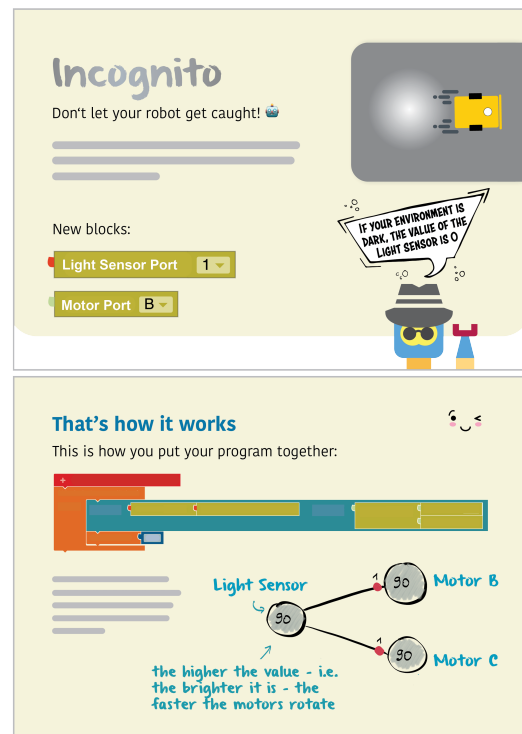 Incognito
Don't let your robot get caught!
IF YOUR ENVIRONMENT IS
DARK, THE VALUE OF THE
LIGHT SENSOR IS 0
New blocks:
Light Sensor Port 1
Motor Port B
That's how it works
This is how you put your program together:
+
Light Sensor
90
1
90
Motor B
1
90
Motor C
the higher the value - i.e.
the brighter it is - the
faster the motors rotate